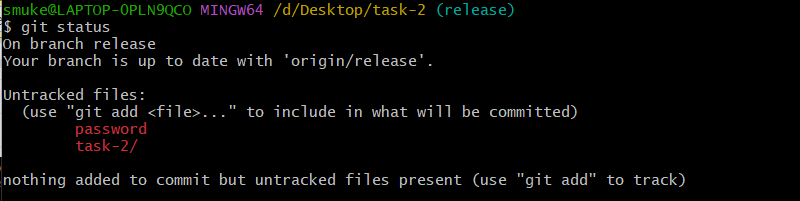 smuke@LAPTOP-0PLN9QCO MINGW64 /d/Desktop/task-2 (release)
$ git status
On branch release
Your branch is up to date with 'origin/release'.

Untracked files:
  (use "git add <file>..." to include in what will be committed)
        password
        task-2/

nothing added to commit but untracked files present (use "git add" to track)